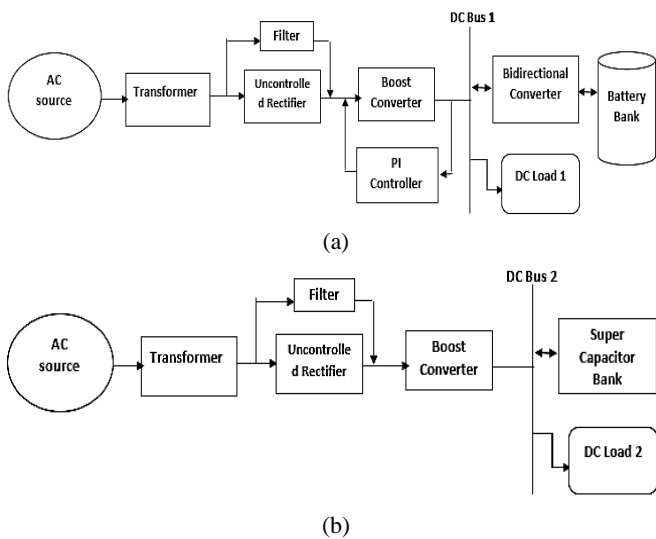 DC Bus 1
Filter
AC
source
Transformer
Uncontrolle
d Rectifier
Boost
Converter
Bidirectional
Converter
Battery
Bank
PI
Controller
DC Load 1
(a)
DC Bus 2
Filter
AC
source
Transformer
Uncontrolle
d Rectifier
Boost
Converter
Super
Capacitor
Bank
DC Load 2
(b)